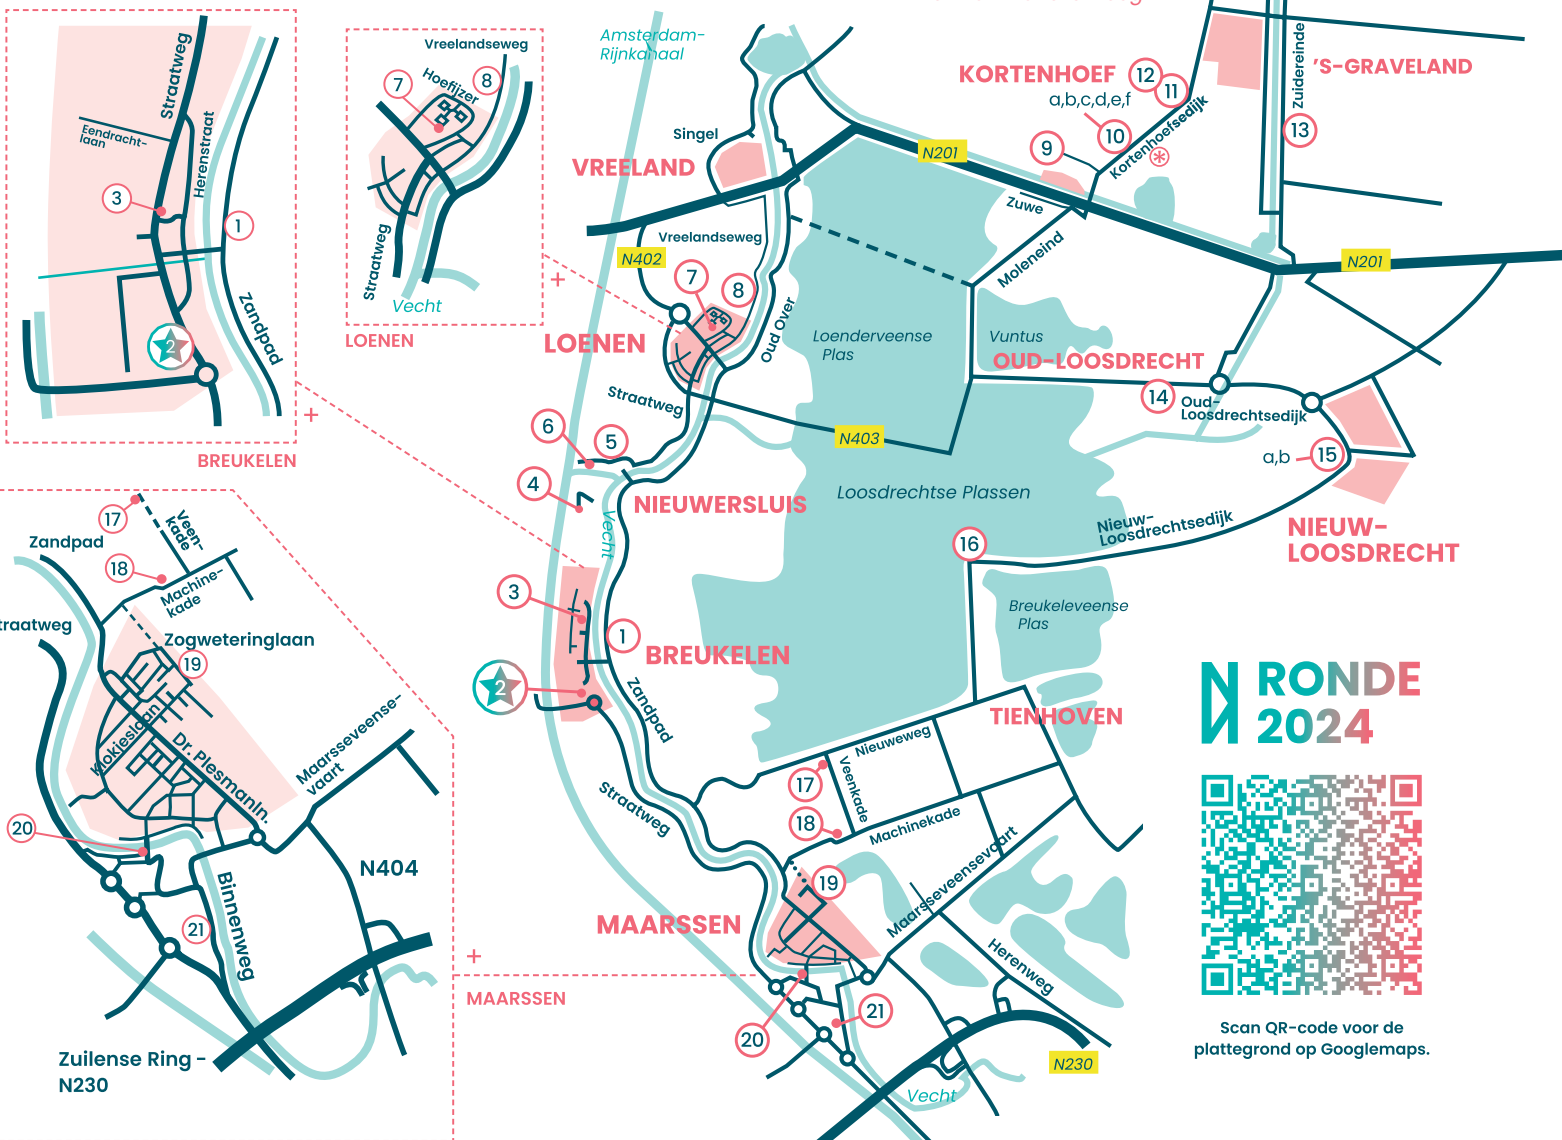 Straatweg
Eendracht-
laan
Herenstraat
3
1
Zandpad
2
+
BREUKELEN
Vreelandseweg
7
Hoefijzer
8
Straatweg
Vecht
+
LOENEN
Amsterdam-
Rijnkanaal
Singel
VREELAND
N402
Vreelandseweg
7
8
LOENEN
Oud Over
Straatweg
6
5
4
NIEUWERSLUIS
Vecht
3
1
BREUKELEN
2
Zandpad
Straatweg
KORTENHOEF
12
11
a,b,c,d,e,f
10
9
Kortenhoefsedijk
*
N201
Zuwe
Moleneind
Zuidereinde
'S-GRAVELAND
13
N201
Loenderveense
Plas
Vuntus
OUD-LOOSDRECHT
14
Oud-
Loosdrechtsedijk
N403
a,b
15
Loosdrechtse Plassen
Nieuw-
Loosdrechtsedijk
NIEUW-
LOOSDRECHT
16
Breukeleveense
Plas
TIENHOVEN
Nieuweweg
17
Veenkade
18
Machinekade
19
Maarsseveensevaart
MAARSSEN
Herenweg
20
21
N230
Vecht
17
Veen-
kade
Zandpad
18
Machine-
kade
traatweg
Zogweteringlaan
19
Klokjeslaan
Dr. Plesmanln.
Maarsseveense-
vaart
20
N404
Binnenweg
21
Zuilense Ring -
N230
+
MAARSSEN
RONDE
2024
Scan QR-code voor de
plattegrond op Googlemaps.